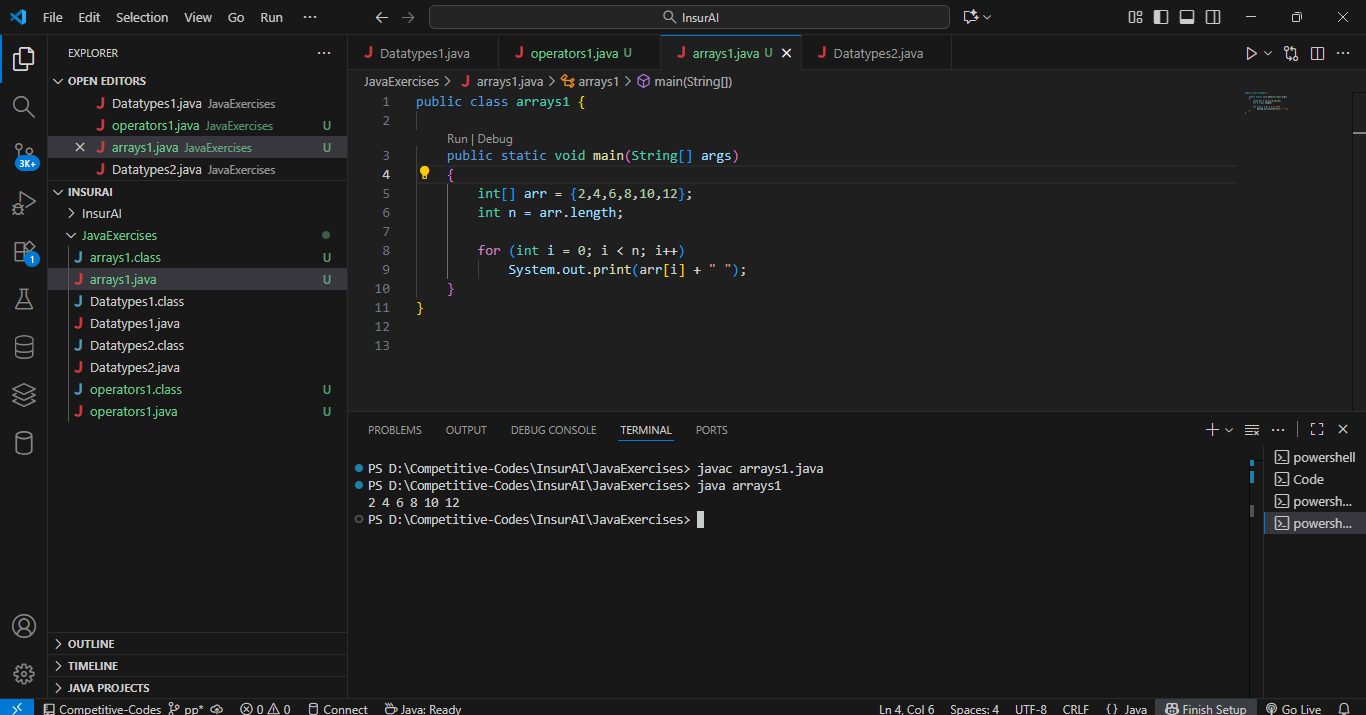 File Edit Selection View Go Run ···
InsurAI
EXPLORER ···
OPEN EDITORS
Datatypes1.java JavaExercises
operators1.java JavaExercises U
arrays1.java JavaExercises U
Datatypes2.java JavaExercises
INSURAI
InsurAI
JavaExercises
arrays1.class U
arrays1.java U
Datatypes1.class
Datatypes1.java
Datatypes2.class
Datatypes2.java
operators1.class U
operators1.java U
OUTLINE
TIMELINE
JAVA PROJECTS
3K+
1
Datatypes1.java operators1.java U arrays1.java U Datatypes2.java
JavaExercises > arrays1.java > arrays1 > main(String[])
1 public class arrays1 {
2
Run | Debug
3 public static void main(String[] args)
4 {
5 int[] arr = {2,4,6,8,10,12};
6 int n = arr.length;
7
8 for (int i = 0; i < n; i++)
9 System.out.print(arr[i] + " ");
10 }
11 }
12
13
PROBLEMS OUTPUT DEBUG CONSOLE TERMINAL PORTS
PS D:\Competitive-Codes\InsurAI\JavaExercises> javac arrays1.java
PS D:\Competitive-Codes\InsurAI\JavaExercises> java arrays1
2 4 6 8 10 12
PS D:\Competitive-Codes\InsurAI\JavaExercises>
powershell
Code
powersh...
powersh...
Competitive-Codes pp* 0 0 Connect Java: Ready Ln 4, Col 6 Spaces: 4 UTF-8 CRLF {} Java Finish Setup Go Live